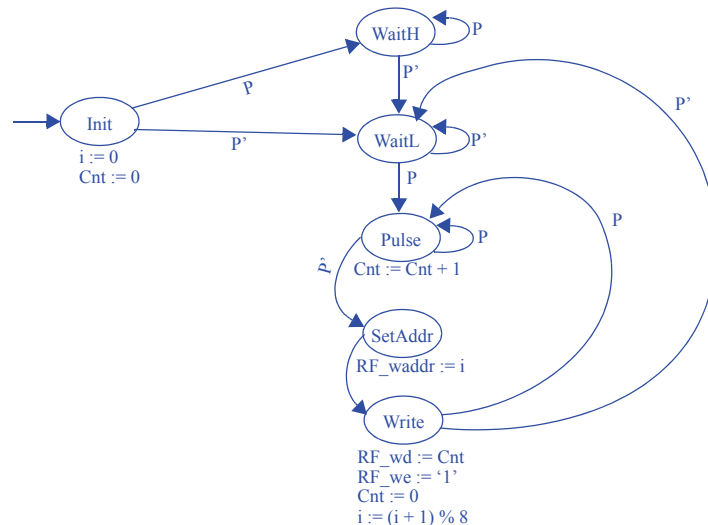 WaitH
P
P
P’
Init
WaitL
P’
P’
P’
i := 0
Cnt := 0
P
P
Pulse
P
P’
Cnt := Cnt + 1
SetAddr
RF_waddr := i
Write
RF_wd := Cnt
RF_we := ‘1’
Cnt := 0
i := (i + 1) % 8